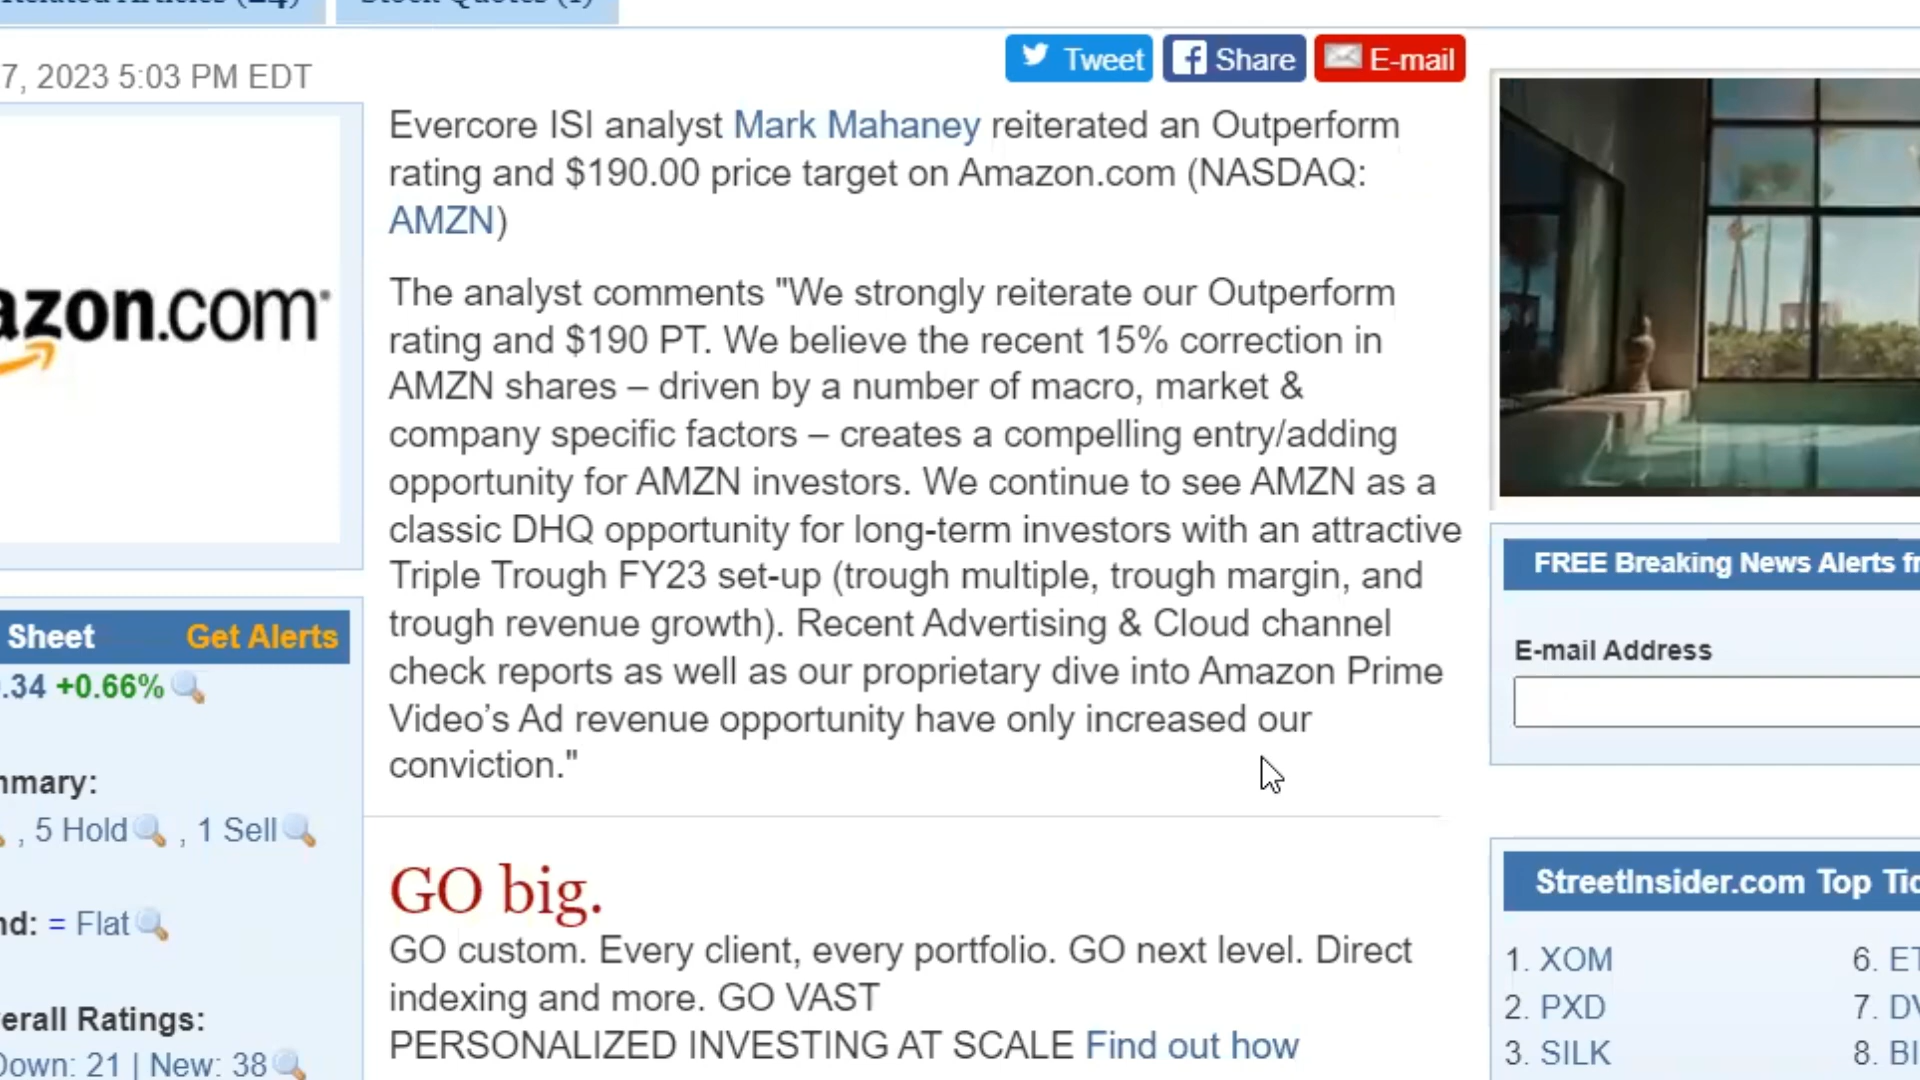 7, 2023 5:03 PM EDT
Tweet
Share
E-mail
Evercore ISI analyst Mark Mahaney reiterated an Outperform
rating and $190.00 price target on Amazon.com (NASDAQ:
AMZN)
azon.com
The analyst comments "We strongly reiterate our Outperform
rating and $190 PT. We believe the recent 15% correction in
AMZN shares – driven by a number of macro, market &
company specific factors – creates a compelling entry/adding
opportunity for AMZN investors. We continue to see AMZN as a
classic DHQ opportunity for long-term investors with an attractive
Triple Trough FY23 set-up (trough multiple, trough margin, and
trough revenue growth). Recent Advertising & Cloud channel
check reports as well as our proprietary dive into Amazon Prime
Video’s Ad revenue opportunity have only increased our
conviction."
Sheet Get Alerts
.34 +0.66%
mmary:
, 5 Hold , 1 Sell
nd: = Flat
erall Ratings:
Down: 21 | New: 38
GO big.
GO custom. Every client, every portfolio. GO next level. Direct
indexing and more. GO VAST
PERSONALIZED INVESTING AT SCALE Find out how
FREE Breaking News Alerts fr
E-mail Address
StreetInsider.com Top Tic
1. XOM 6. ET
2. PXD 7. DV
3. SILK 8. BI